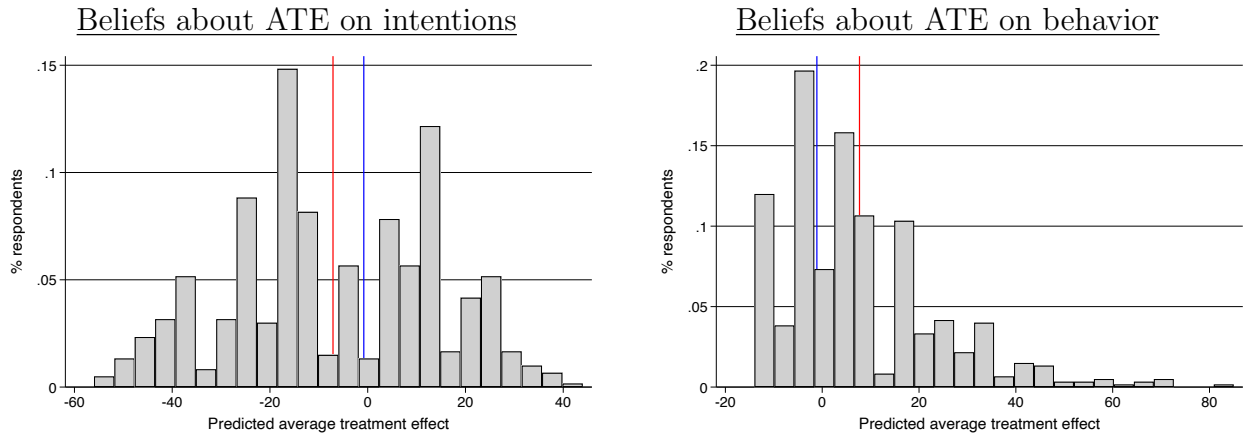 Beliefs about ATE on intentions
% respondents
.15
.1
.05
0
-60 -40 -20 0 20 40
Predicted average treatment effect
Beliefs about ATE on behavior
% respondents
.2
.15
.1
.05
0
-20 0 20 40 60 80
Predicted average treatment effect